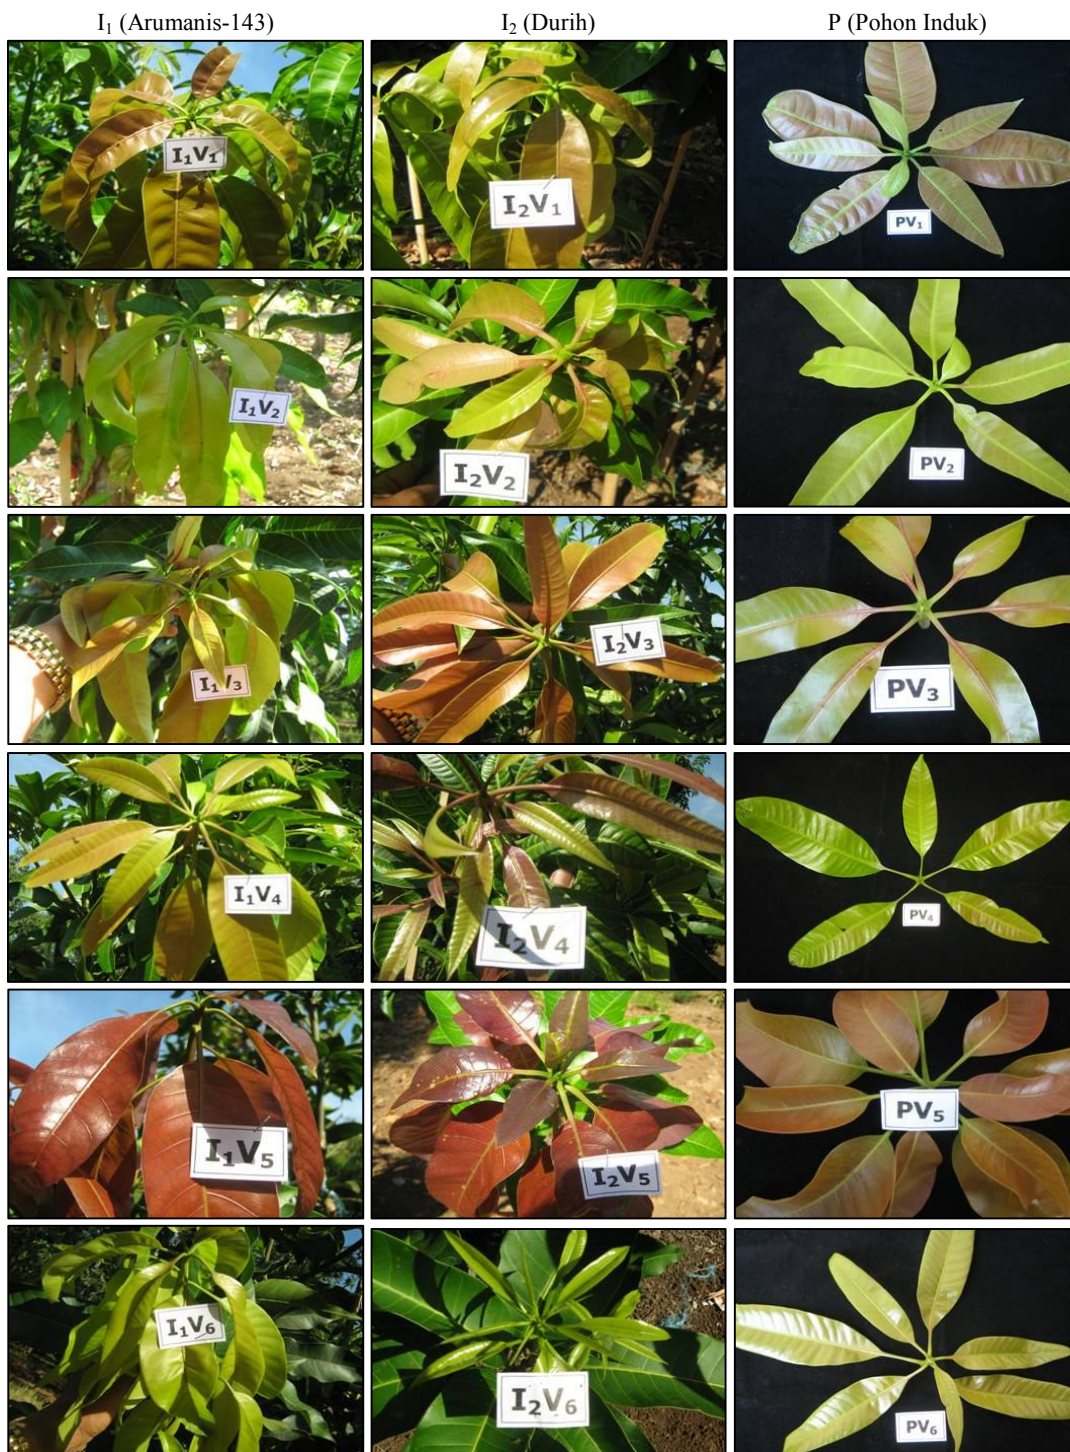 I₁ (Arumanis-143) I₂ (Durih) P (Pohon Induk)
I₁V₁ I₂V₁ PV₁
I₁V₂ I₂V₂ PV₂
I₁V₃ I₂V₃ PV₃
I₁V₄ I₂V₄ PV₄
I₁V₅ I₂V₅ PV₅
I₁V₆ I₂V₆ PV₆